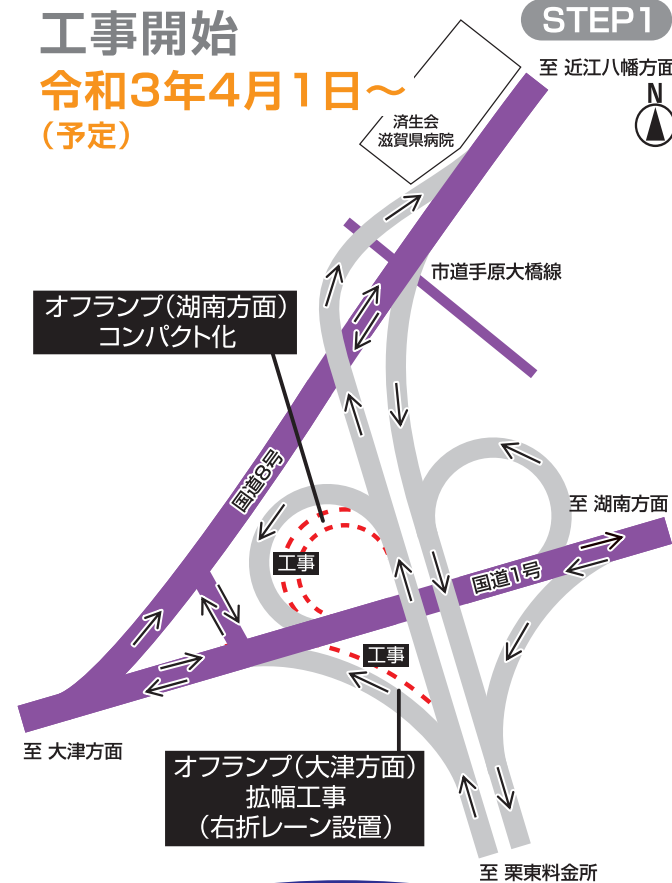 工事開始
令和3年4月1日～
（予定）
STEP1
至 近江八幡方面
N
済生会
滋賀県病院
市道手原大橋線
オフランプ（湖南方面）
コンパクト化
国道8号
至 湖南方面
工事
国道1号
工事
至 大津方面
オフランプ（大津方面）
拡幅工事
（右折レーン設置）
至 栗東料金所